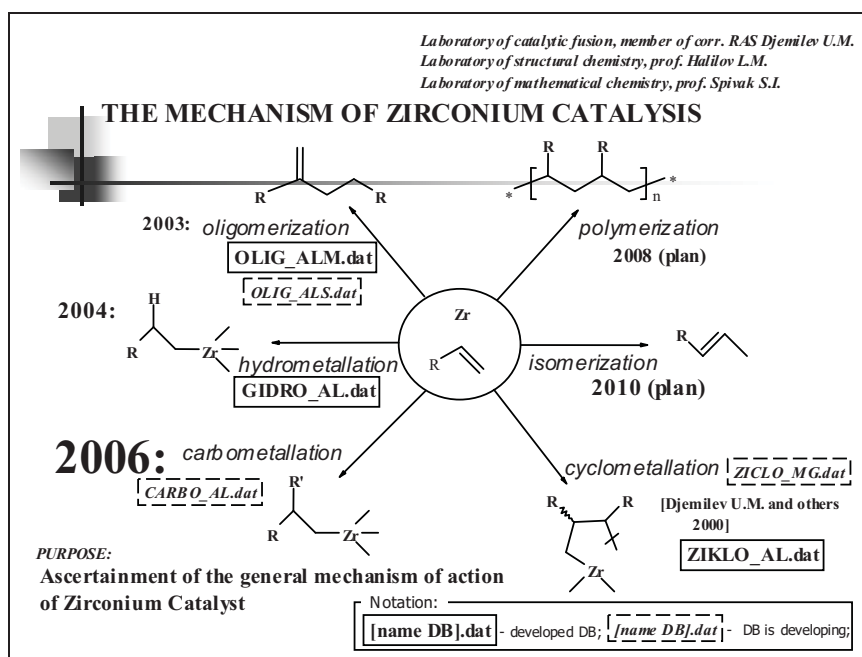 Laboratory of catalytic fusion, member of corr. RAS Djemilev U.M.
Laboratory of structural chemistry, prof. Halilov L.M.
Laboratory of mathematical chemistry, prof. Spivak S.I.
THE MECHANISM OF ZIRCONIUM CATALYSIS
R R
R R
* * n
2003: oligomerization
polymerization
OLIG_ALM.dat
2008 (plan)
OLIG_ALS.dat
2004:
H
Zr
R Zr
R
R
hydrometallation
isomerization
GIDRO_AL.dat
2010 (plan)
2006: carbometallation
cyclometallation ZICLO_MG.dat
CARBO_AL.dat
R'
R Zr
R R
Zr
[Djemilev U.M. and others
2000]
ZIKLO_AL.dat
PURPOSE:
Ascertainment of the general mechanism of action
of Zirconium Catalyst
Notation:
[name DB].dat - developed DB; [name DB].dat - DB is developing;